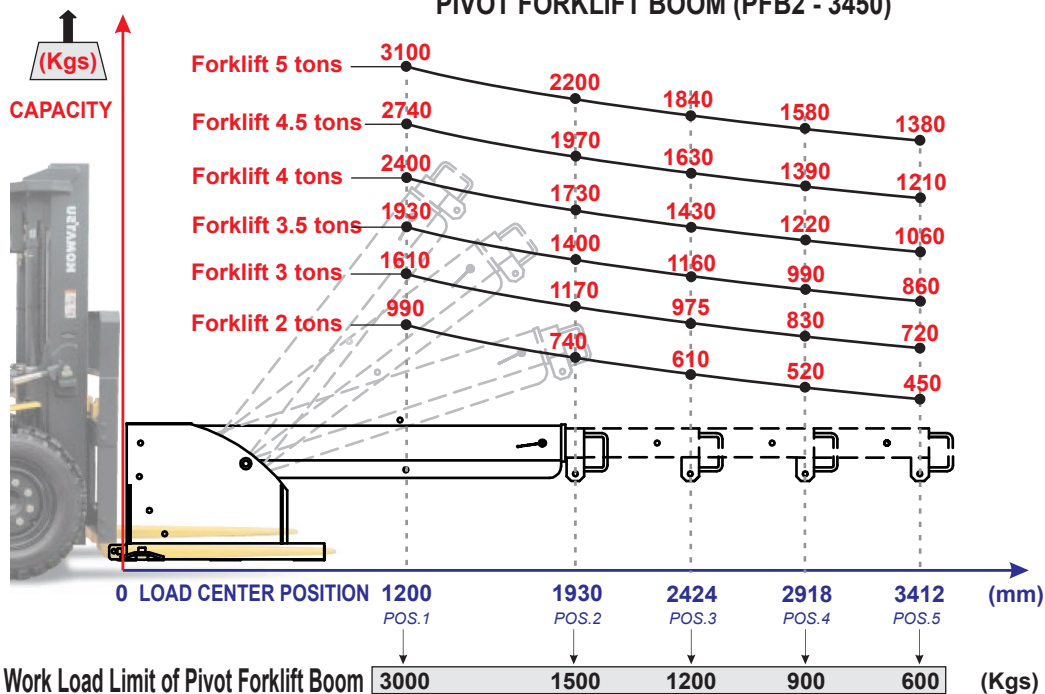 PIVOT FORKLIFT BOOM (PFB2 - 3450)
(Kgs)
CAPACITY
Forklift 5 tons 3100 2200 1840 1580 1380
Forklift 4.5 tons 2740 1970 1630 1390 1210
Forklift 4 tons 2400 1730 1430 1220 1060
Forklift 3.5 tons 1930 1400 1160 990 860
Forklift 3 tons 1610 1170 975 830 720
Forklift 2 tons 990 740 610 520 450
KOMATSU
0 LOAD CENTER POSITION 1200 1930 2424 2918 3412 (mm)
POS.1 POS.2 POS.3 POS.4 POS.5
Work Load Limit of Pivot Forklift Boom 3000 1500 1200 900 600 (Kgs)